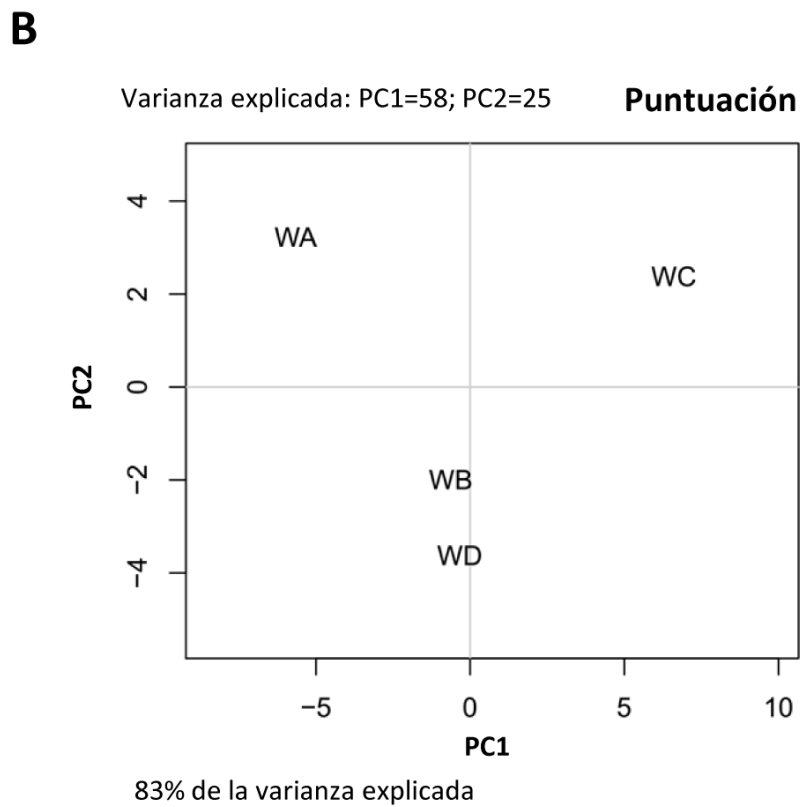 B
Varianza explicada: PC1=58; PC2=25
Puntuación
4
WA
WC
2
PC2
0
WB
−2
WD
−4
−5
0
5
10
PC1
83% de la varianza explicada